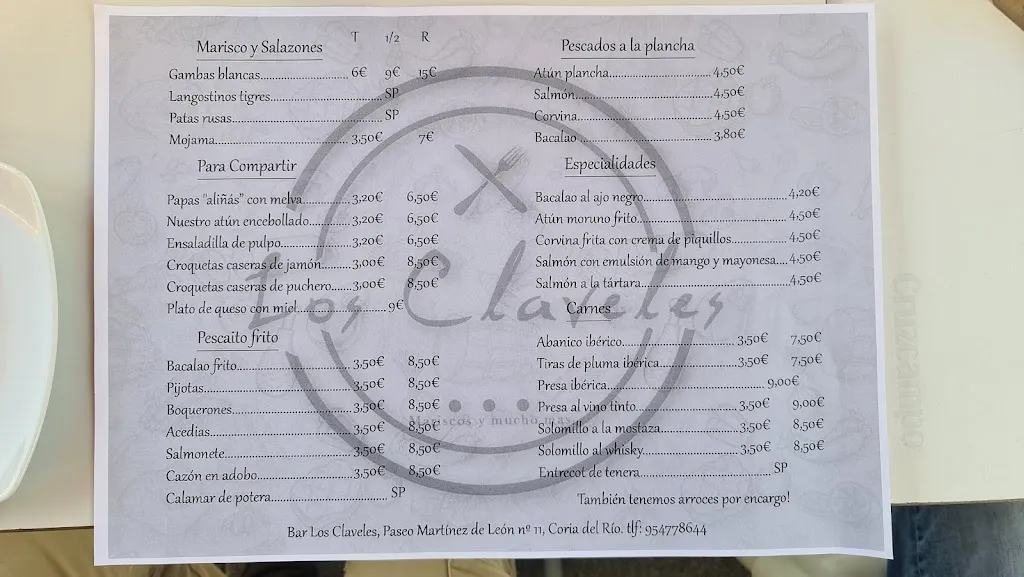 T 1/2 R
Marisco y Salazones
Gambas blancas 6€ 9€ 15€
Langostinos tigres SP
Patas rusas SP
Mojama 3,50€ 7€
Para Compartir
Papas "aliñás" con melva 3,20€ 6,50€
Nuestro atún encebollado 3,20€ 6,50€
Ensaladilla de pulpo 3,20€ 6,50€
Croquetas caseras de jamón 3,00€ 8,50€
Croquetas caseras de puchero 3,00€ 8,50€
Plato de queso con miel 9€
Pescaito frito
Bacalao frito 3,50€ 8,50€
Pijotas 3,50€ 8,50€
Boquerones 3,50€ 8,50€
Acedias 3,50€ 8,50€
Salmonete 3,50€ 8,50€
Cazón en adobo 3,50€ 8,50€
Calamar de potera SP
Pescados a la plancha
Atún plancha 4,50€
Salmón 4,50€
Corvina 4,50€
Bacalao 3,80€
Especialidades
Bacalao al ajo negro 4,20€
Atún moruno frito 4,50€
Corvina frita con crema de piquillos 4,50€
Salmón con emulsión de mango y mayonesa 4,50€
Salmón a la tártara 4,50€
Carnes
Abanico ibérico 3,50€ 7,50€
Tiras de pluma ibérica 3,50€ 7,50€
Presa ibérica 9,00€
Presa al vino tinto 3,50€ 9,00€
Solomillo a la mostaza 3,50€ 8,50€
Solomillo al whisky 3,50€ 8,50€
Entrecot de tenera SP
También tenemos arroces por encargo!
Los Claveles
Mariscos y mucho más
Bar Los Claveles, Paseo Martínez de León nº 11, Coria del Río. tlf: 954778644
Cruzcampo